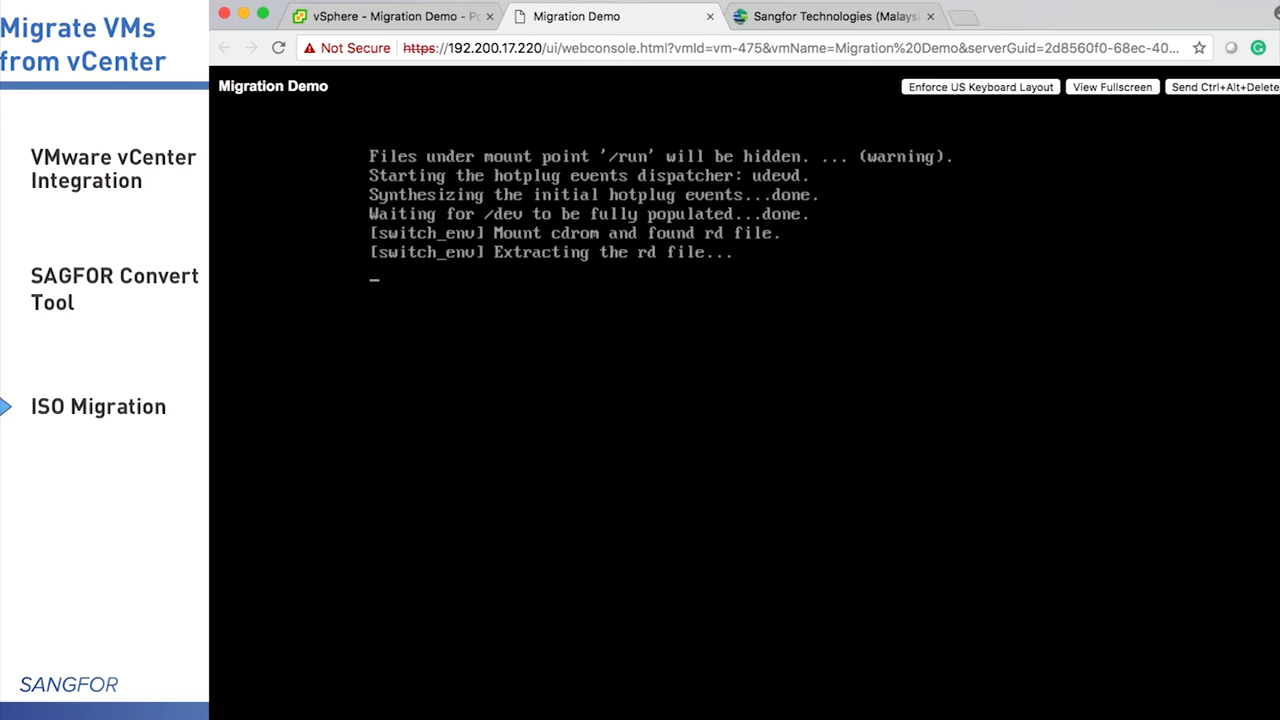 Migrate VMs
from vCenter
VMware vCenter
Integration
SAGFOR Convert
Tool
ISO Migration
SANGFOR
vSphere - Migration Demo - Po
Migration Demo
Sangfor Technologies (Malaysi
Not Secure
https://192.200.17.220/ui/webconsole.html?vmId=vm-475&vmName=Migration%20Demo&serverGuid=2d8560f0-68ec-40...
Migration Demo
Enforce US Keyboard Layout
View Fullscreen
Send Ctrl+Alt+Delete
Files under mount point '/run' will be hidden. ... (warning).
Starting the hotplug events dispatcher: udevd.
Synthesizing the initial hotplug events...done.
Waiting for /dev to be fully populated...done.
[switch_env] Mount cdrom and found rd file.
[switch_env] Extracting the rd file...
_